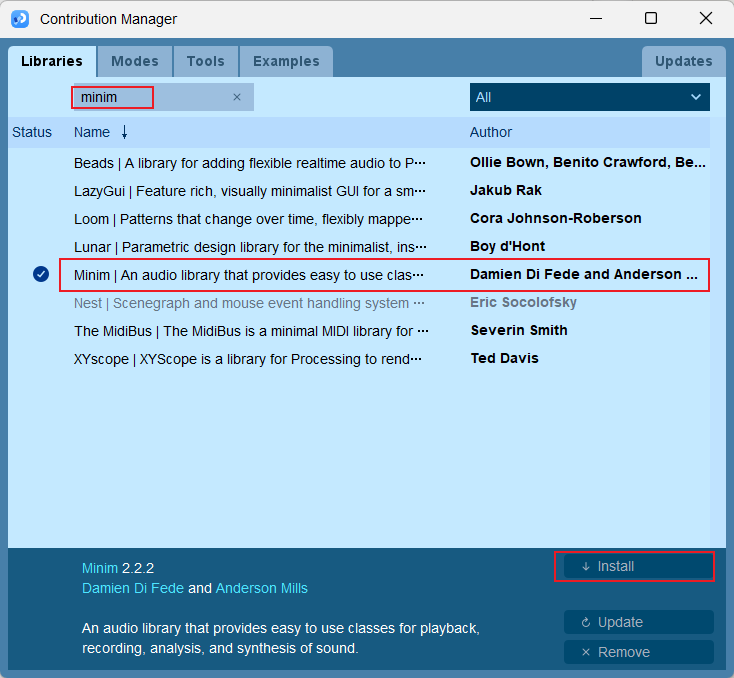 Contribution Manager
Libraries Modes Tools Examples Updates
minim × All
Status Name ↓ Author
Beads | A library for adding flexible realtime audio to P··· Ollie Bown, Benito Crawford, Be...
LazyGui | Feature rich, visually minimalist GUI for a sm··· Jakub Rak
Loom | Patterns that change over time, flexibly mappe··· Cora Johnson-Roberson
Lunar | Parametric design library for the minimalist, ins··· Boy d'Hont
Minim | An audio library that provides easy to use clas··· Damien Di Fede and Anderson ...
Nest | Scenegraph and mouse event handling system ··· Eric Socolofsky
The MidiBus | The MidiBus is a minimal MIDI library for ··· Severin Smith
XYscope | XYScope is a library for Processing to rend··· Ted Davis
Minim 2.2.2
Damien Di Fede and Anderson Mills
An audio library that provides easy to use classes for playback,
recording, analysis, and synthesis of sound.
↓ Install
Update
× Remove